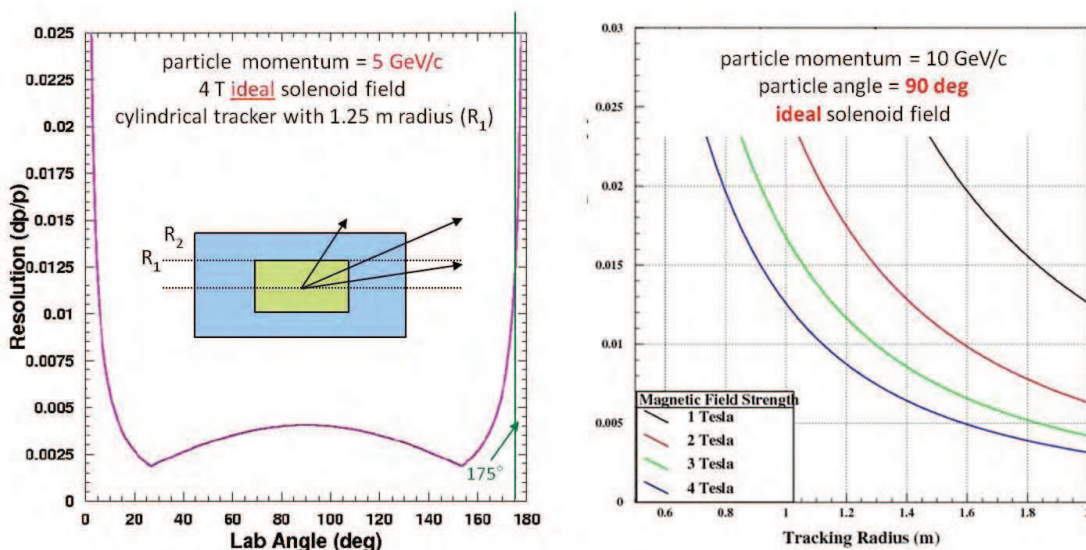 0.025
0.0225
0.02
0.0175
0.015
0.0125
0.01
0.0075
0.005
0.0025
0
Resolution (dp/p)
particle momentum = 5 GeV/c
4 T ideal solenoid field
cylindrical tracker with 1.25 m radius (R1)
R2
R1
175°
0 20 40 60 80 100 120 140 160 180
Lab Angle (deg)
0.03
0.025
0.02
0.015
0.01
0.005
0
particle momentum = 10 GeV/c
particle angle = 90 deg
ideal solenoid field
Magnetic Field Strength
1 Tesla
2 Tesla
3 Tesla
4 Tesla
0.6 0.8 1 1.2 1.4 1.6 1.8
Tracking Radius (m)